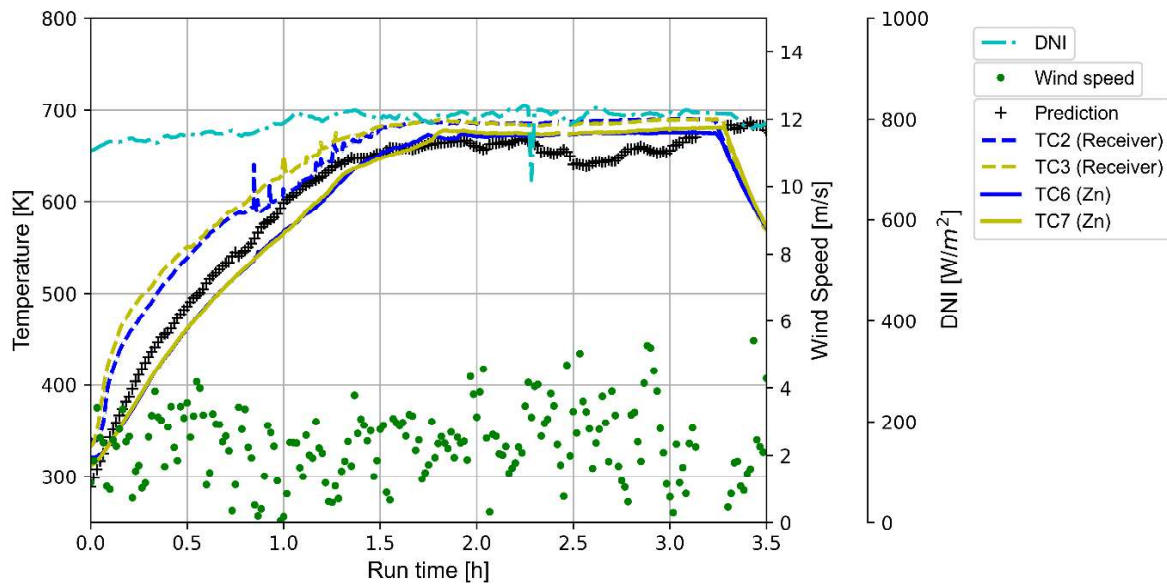 800
700
600
500
400
300
Temperature [K]
0.0
0.5
1.0
1.5
2.0
2.5
3.0
3.5
Run time [h]
14
12
10
8
6
4
2
0
Wind Speed [m/s]
1000
800
600
400
200
0
DNI [W/m²]
DNI
Wind speed
Prediction
TC2 (Receiver)
TC3 (Receiver)
TC6 (Zn)
TC7 (Zn)